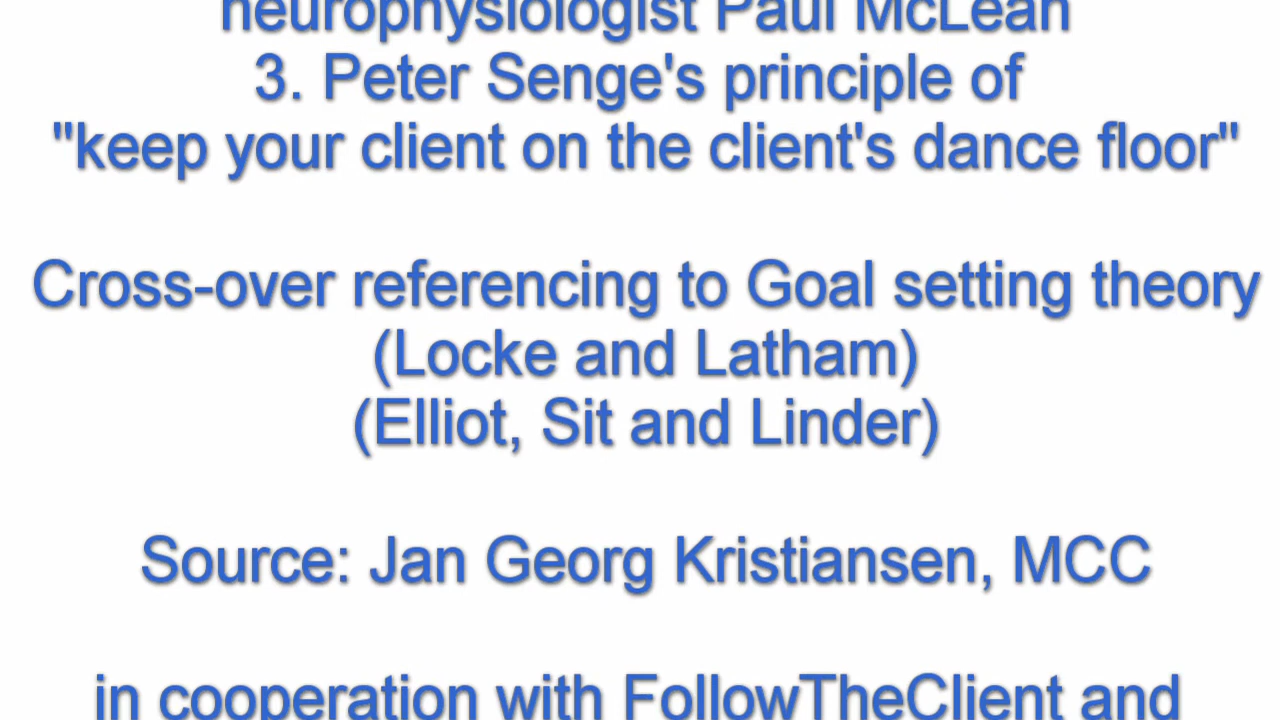 neurophysiologist Paul McLean
3. Peter Senge's principle of
"keep your client on the client's dance floor"
Cross-over referencing to Goal setting theory
(Locke and Latham)
(Elliot, Sit and Linder)
Source: Jan Georg Kristiansen, MCC
in cooperation with FollowTheClient and